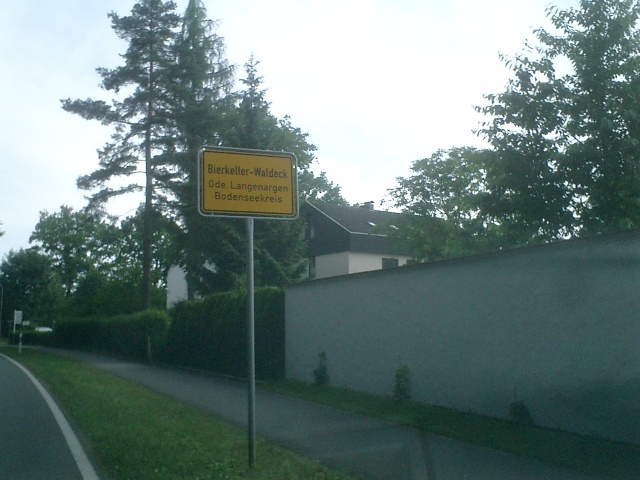 Bierkeller-Waldeck
Gde. Langenargen
Bodenseekreis